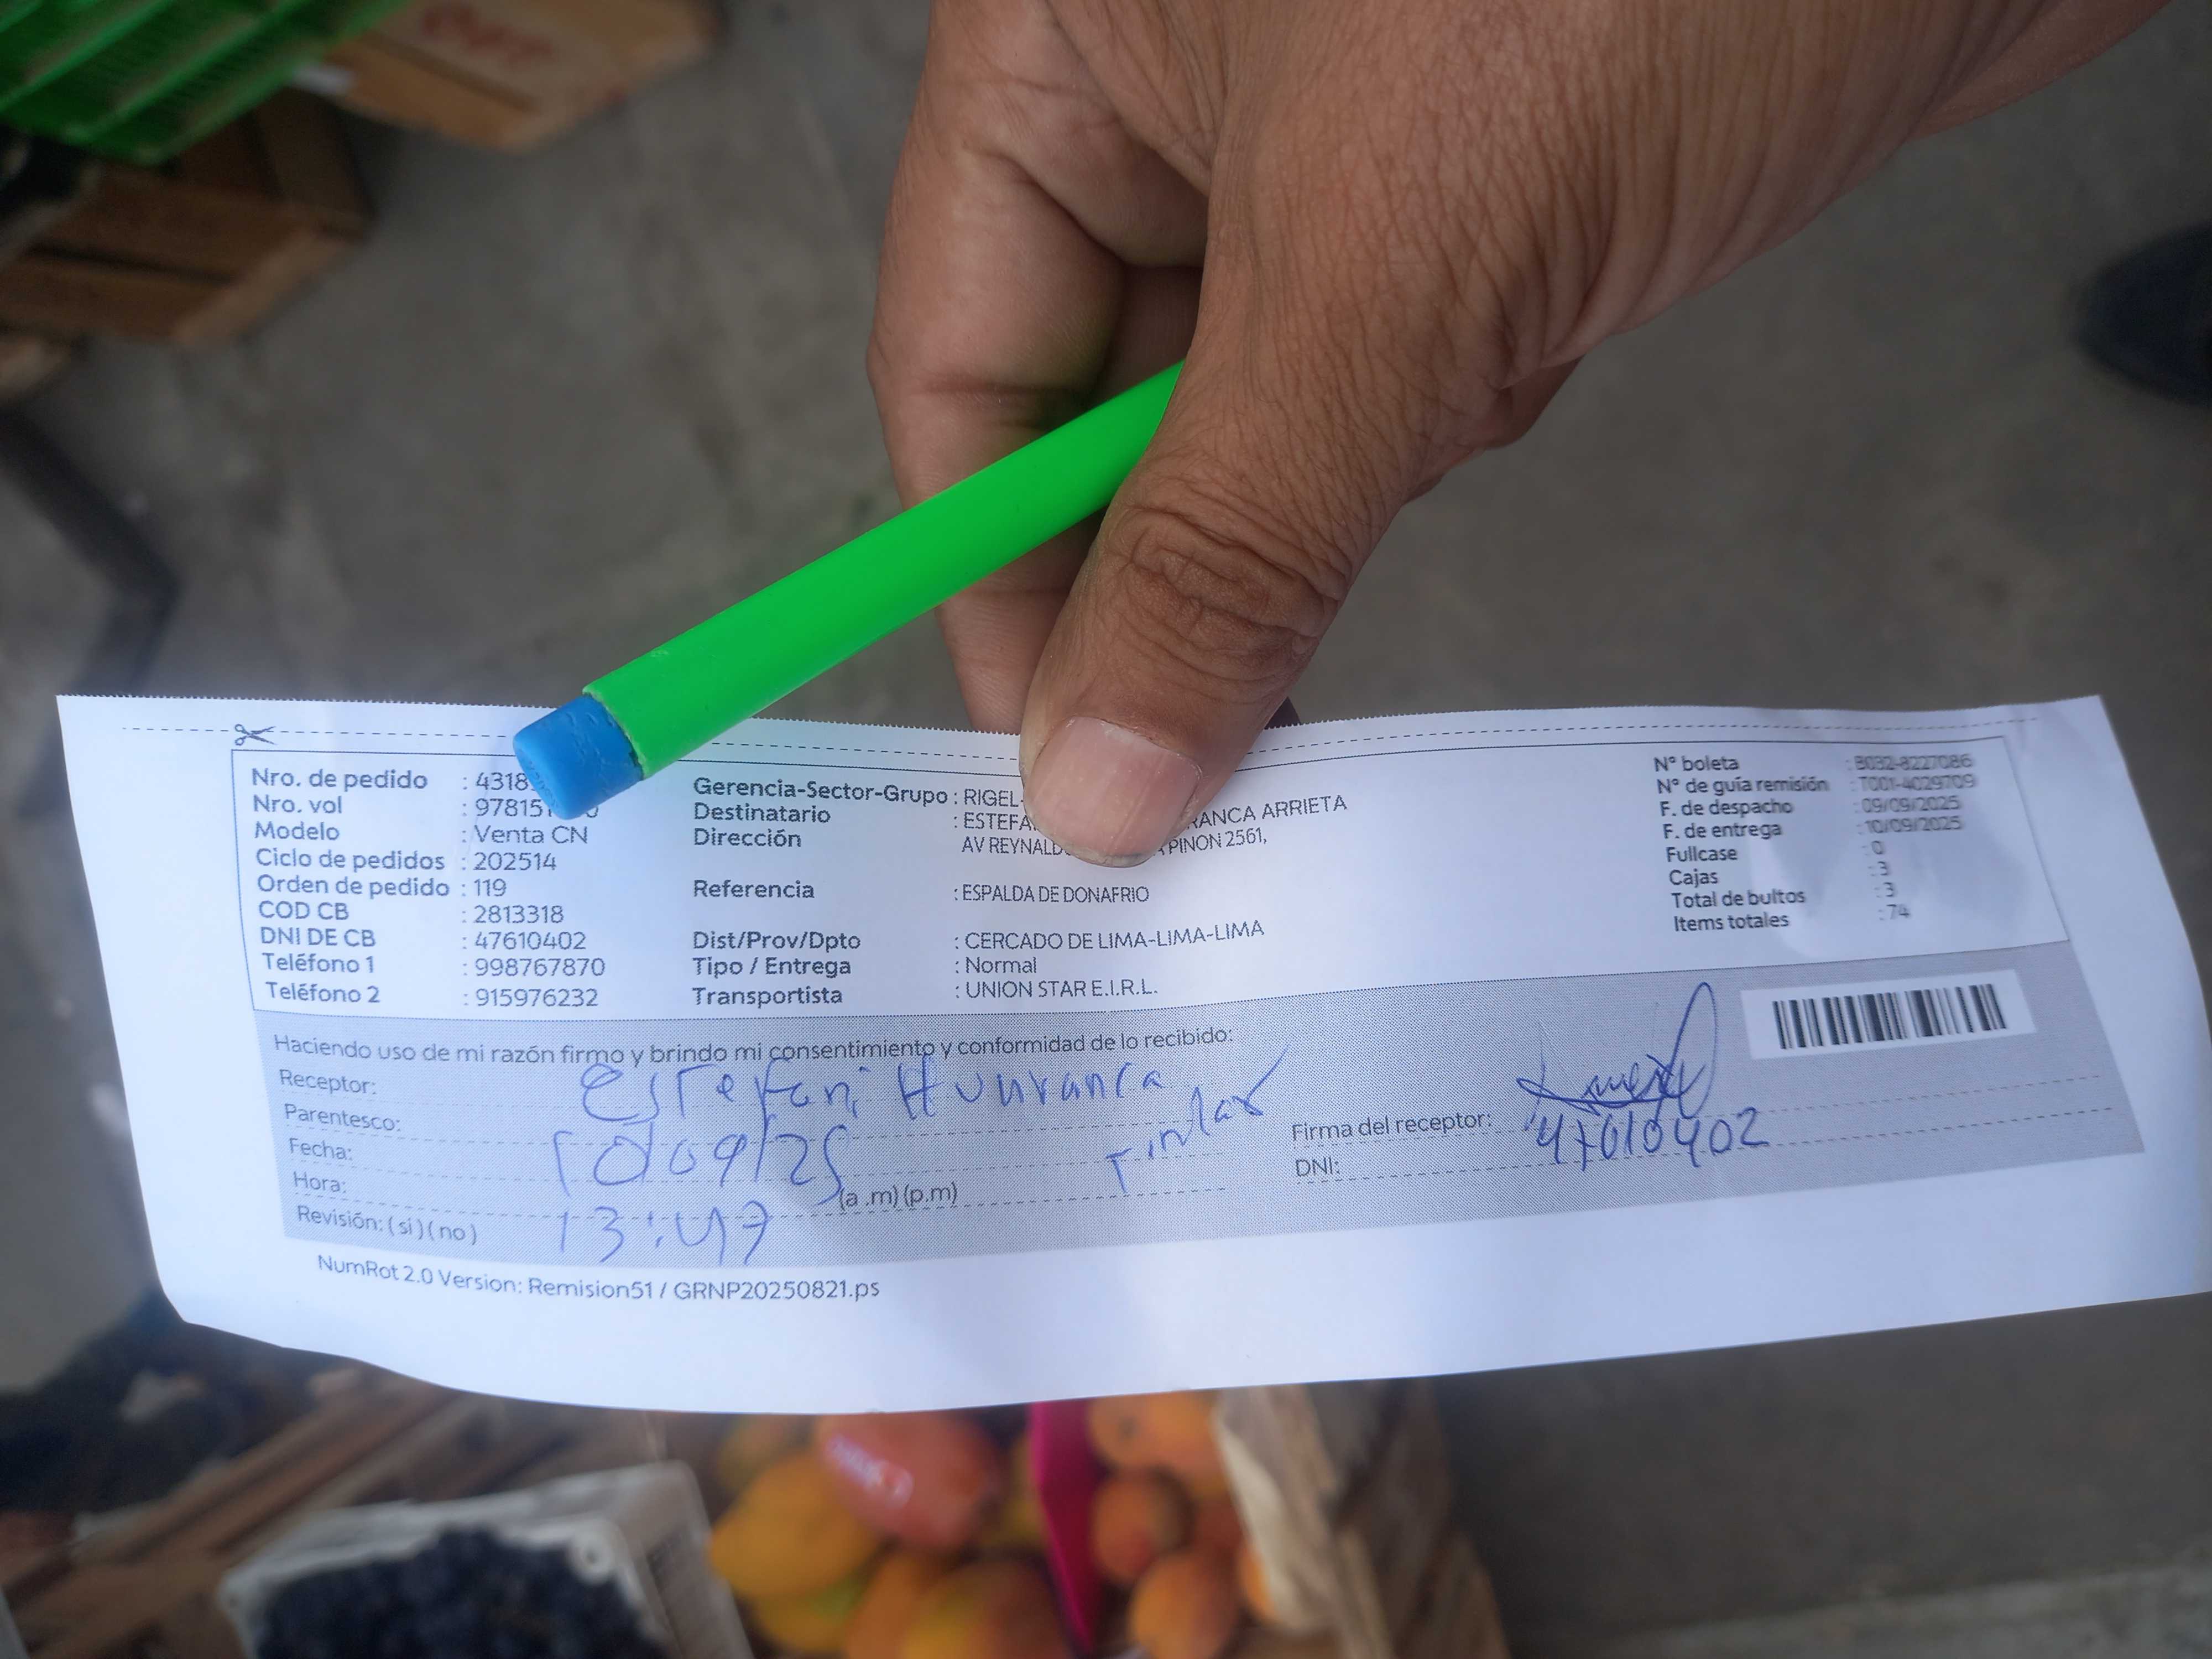 Nro. de pedido : 4318
Nro. vol : 97815
Modelo : Venta CN
Ciclo de pedidos : 202514
Orden de pedido : 119
COD CB : 2813318
DNI DE CB : 47610402
Teléfono 1 : 998767870
Teléfono 2 : 915976232
Gerencia-Sector-Grupo : RIGEL-
Destinatario : ESTEFA RANCA ARRIETA
Dirección AV REYNALD PINON 2561,
Referencia : ESPALDA DE DONAFRIO
Dist/Prov/Dpto : CERCADO DE LIMA-LIMA-LIMA
Tipo / Entrega : Normal
Transportista : UNION STAR E.I.R.L.
N° boleta : B032-8227086
N° de guía remisión : T001-4029709
F. de despacho : 09/09/2025
F. de entrega : 10/09/2025
Fullcase : 0
Cajas : 3
Total de bultos : 3
Items totales : 74
Haciendo uso de mi razón firmo y brindo mi consentimiento y conformidad de lo recibido:
Receptor: Estefani Hunranca
Parentesco: Titular
Fecha: 10/09/25
Hora: 13:47 (a .m) (p.m)
Revisión: ( si ) ( no )
Firma del receptor:
DNI: 47610402
NumRot 2.0 Version: Remision51 / GRNP20250821.ps